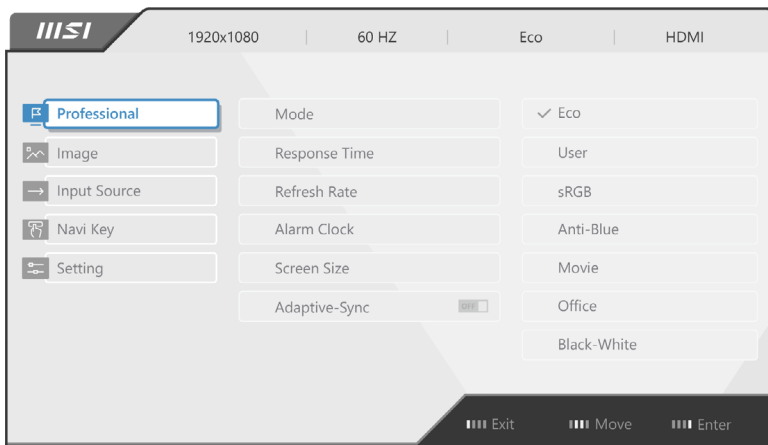 msi
1920x1080 60 HZ Eco HDMI
Professional
Image
Input Source
Navi Key
Setting
Mode
Response Time
Refresh Rate
Alarm Clock
Screen Size
Adaptive-Sync OFF
Eco
User
sRGB
Anti-Blue
Movie
Office
Black-White
Exit Move Enter